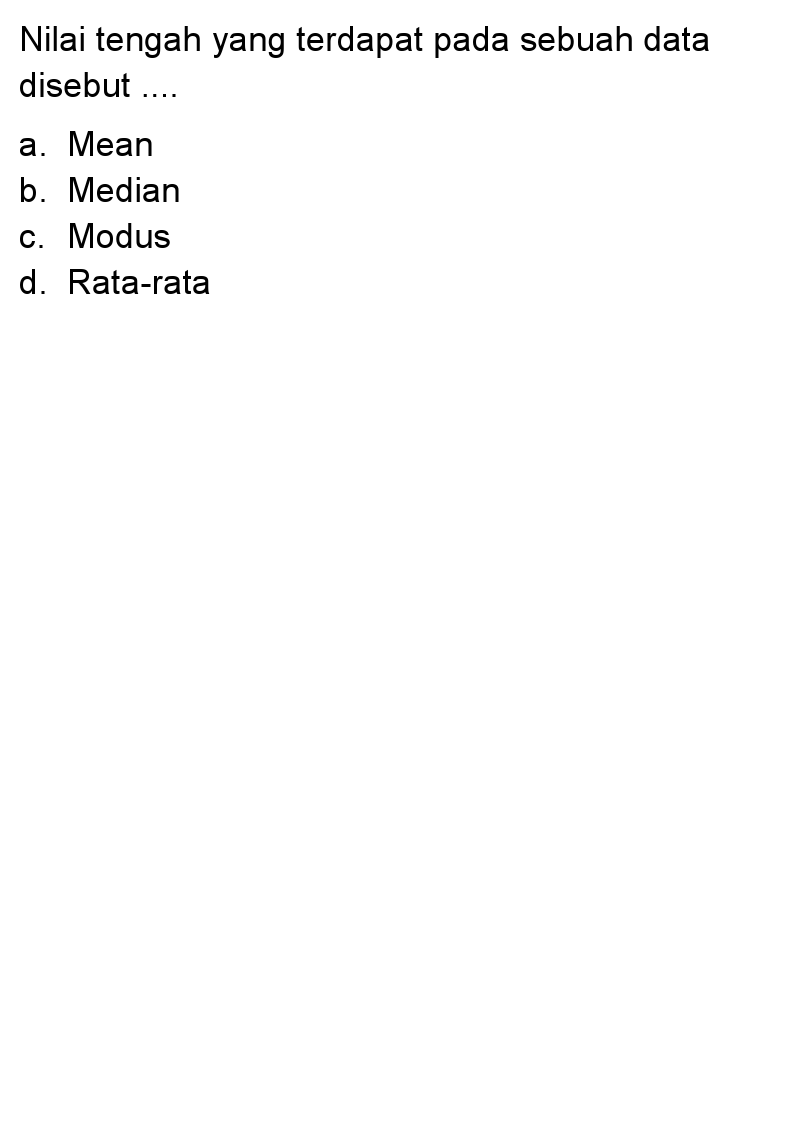 Nilai tengah yang terdapat pada sebuah data
disebut ....
a. Mean
b. Median
c. Modus
d. Rata-rata